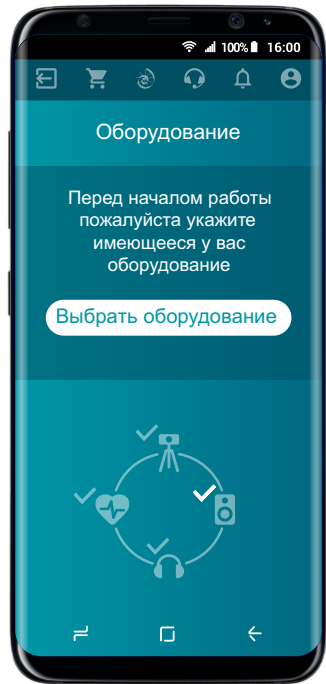 100% 16:00
Оборудование
Перед началом работы
пожалуйста укажите
имеющееся у вас
оборудование
Выбрать оборудование